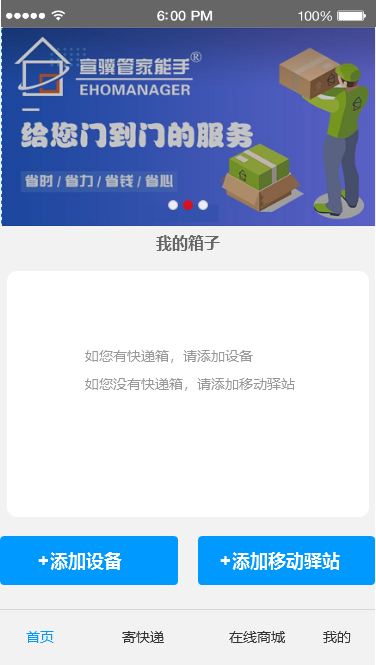 6:00 PM
100%
宣骥管家能手®
EHOMANAGER
给您门到门的服务
省时 / 省力 / 省钱 / 省心
我的箱子
如您有快递箱，请添加设备
如您没有快递箱，请添加移动驿站
+添加设备
+添加移动驿站
首页
寄快递
在线商城
我的